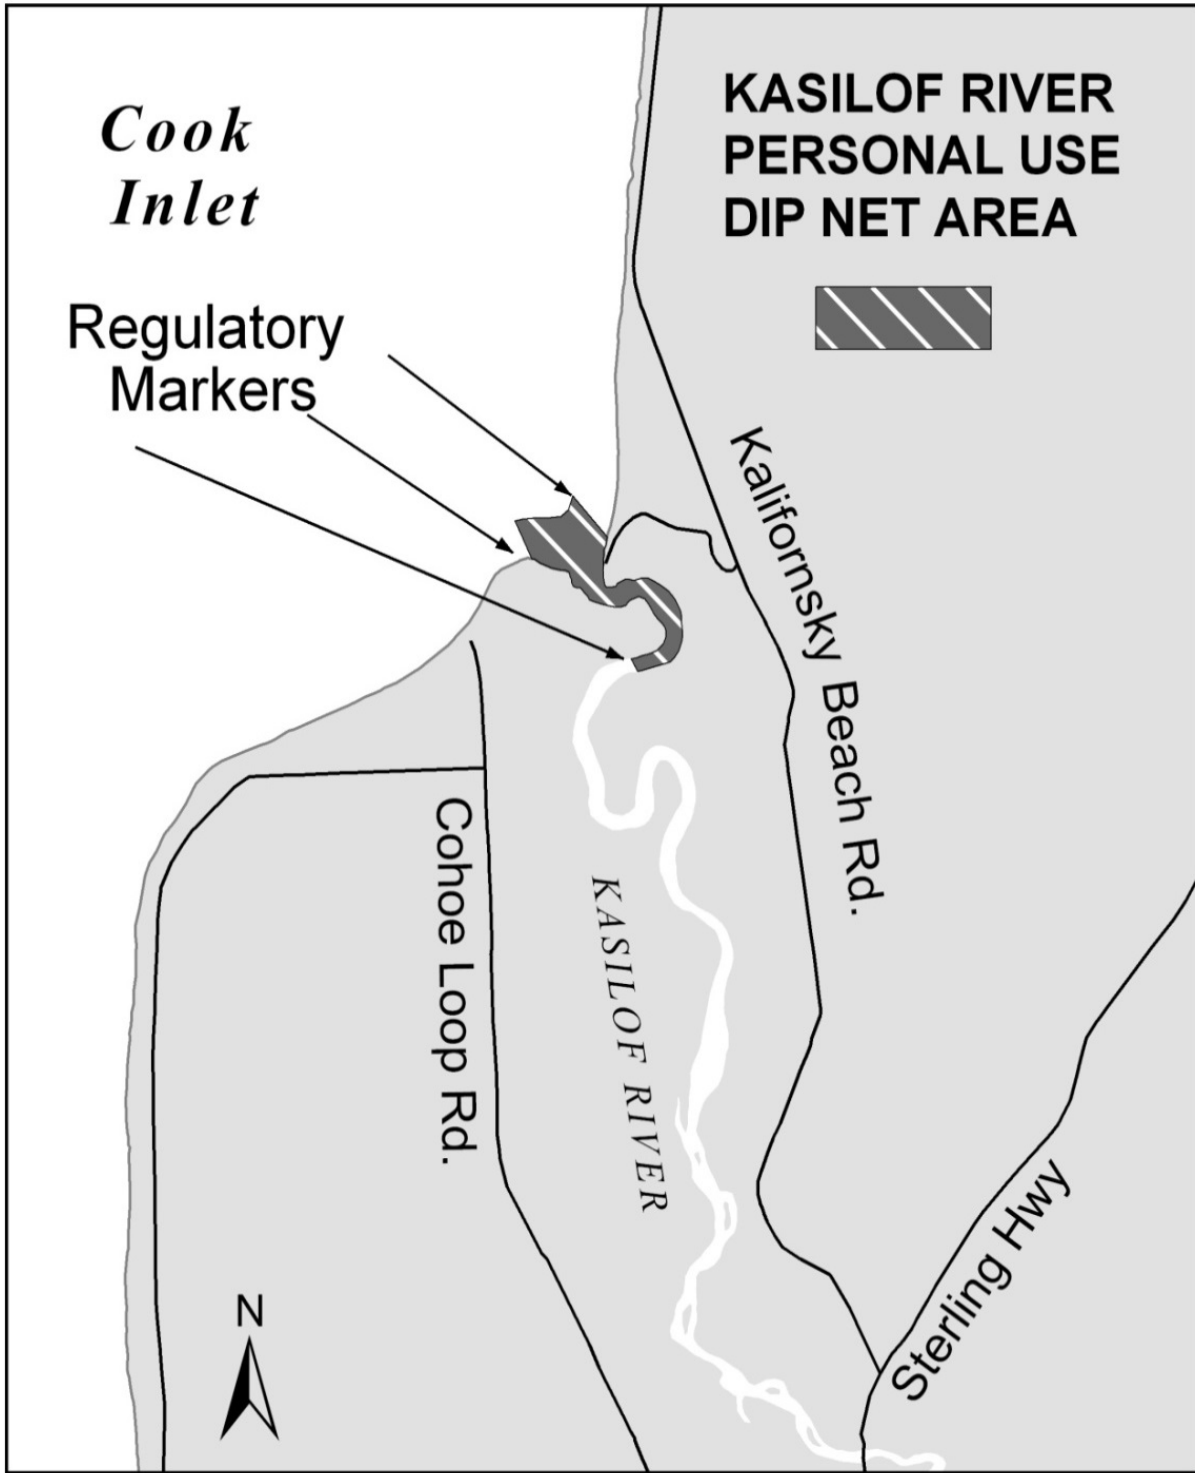 Cook
Inlet
KASILOF RIVER
PERSONAL USE
DIP NET AREA
Regulatory
Markers
Kalifornsky Beach Rd.
Cohoe Loop Rd.
KASILOF RIVER
Sterling Hwy
N